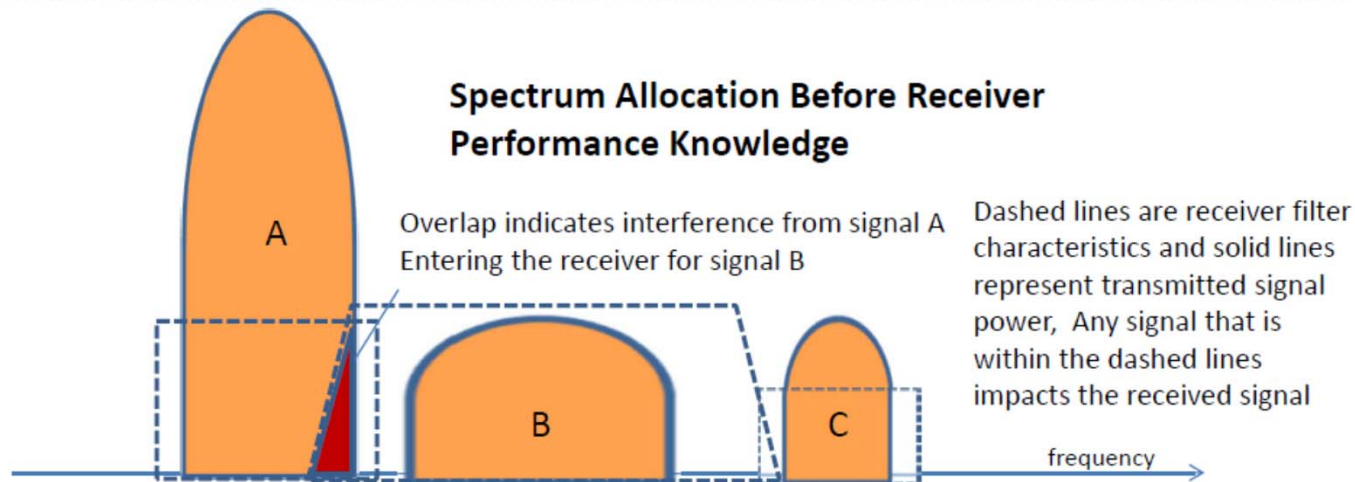 Spectrum Allocation Before Receiver
Performance Knowledge
A
Overlap indicates interference from signal A
Entering the receiver for signal B
Dashed lines are receiver filter
characteristics and solid lines
represent transmitted signal
power, Any signal that is
within the dashed lines
impacts the received signal
B
C
frequency